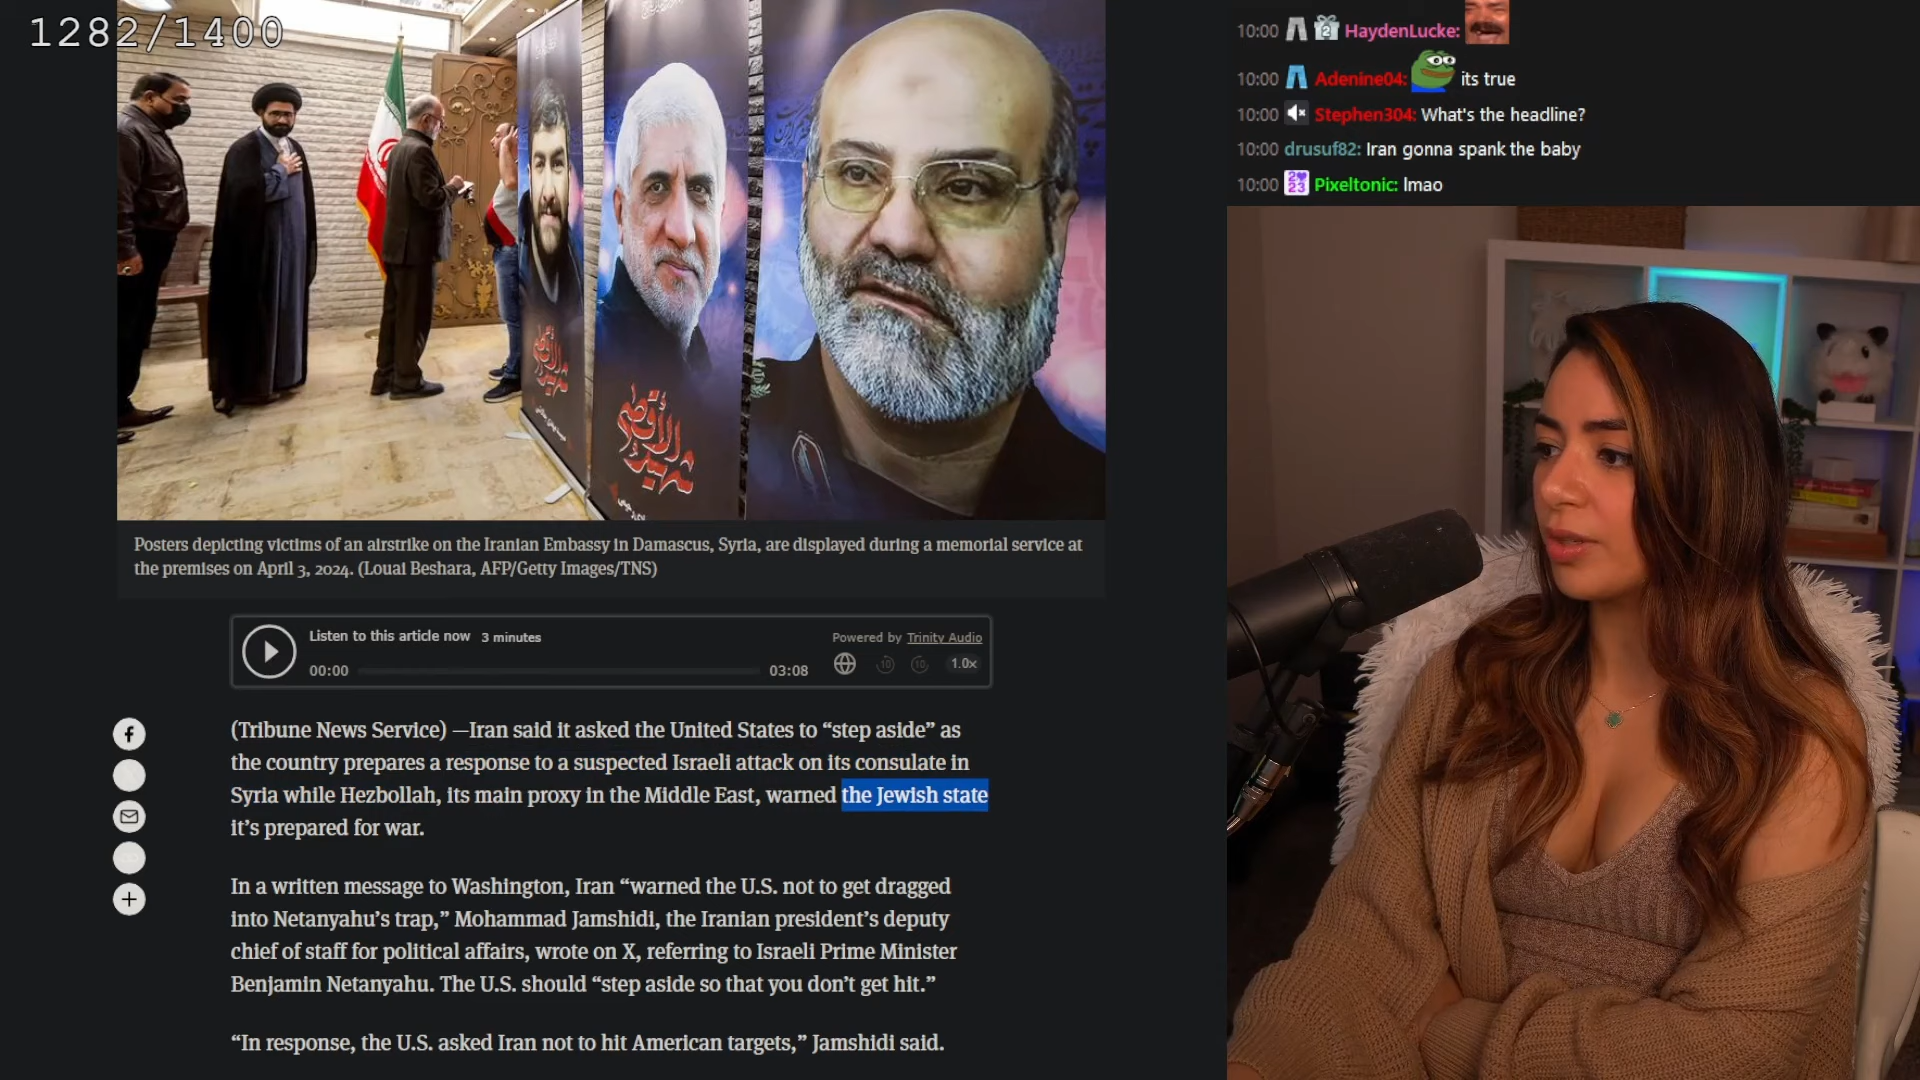 1282/1400
شهيد الأقصى
شهيد الأقصى
Posters depicting victims of an airstrike on the Iranian Embassy in Damascus, Syria, are displayed during a memorial service at
the premises on April 3, 2024. (Louai Beshara, AFP/Getty Images/TNS)
Listen to this article now 3 minutes
Powered by Trinity Audio
00:00
03:08
10
10
1.0x
(Tribune News Service) —Iran said it asked the United States to “step aside” as
the country prepares a response to a suspected Israeli attack on its consulate in
Syria while Hezbollah, its main proxy in the Middle East, warned the Jewish state
it’s prepared for war.
In a written message to Washington, Iran “warned the U.S. not to get dragged
into Netanyahu’s trap,” Mohammad Jamshidi, the Iranian president’s deputy
chief of staff for political affairs, wrote on X, referring to Israeli Prime Minister
Benjamin Netanyahu. The U.S. should “step aside so that you don’t get hit.”
“In response, the U.S. asked Iran not to hit American targets,” Jamshidi said.
10:00 2 HaydenLucke:
10:00 Adenine04: its true
10:00 Stephen304: What's the headline?
10:00 drusuf82: Iran gonna spank the baby
10:00 Pixeltonic: lmao